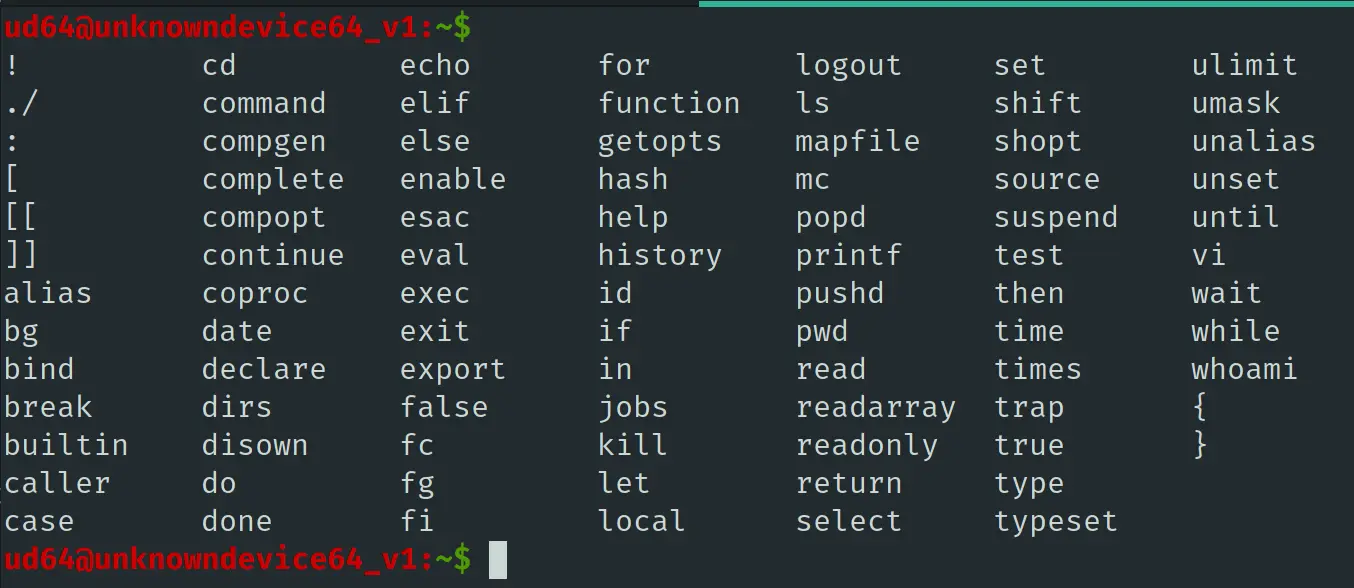 ud64@unknowndevice64_v1:~$
! cd echo for logout set ulimit
./ command elif function ls shift umask
: compgen else getopts mapfile shopt unalias
[ complete enable hash mc source unset
[[ compopt esac help popd suspend until
]] continue eval history printf test vi
alias coproc exec id pushd then wait
bg date exit if pwd time while
bind declare export in read times whoami
break dirs false jobs readarray trap {
builtin disown fc kill readonly true }
caller do fg let return type
case done fi local select typeset
ud64@unknowndevice64_v1:~$